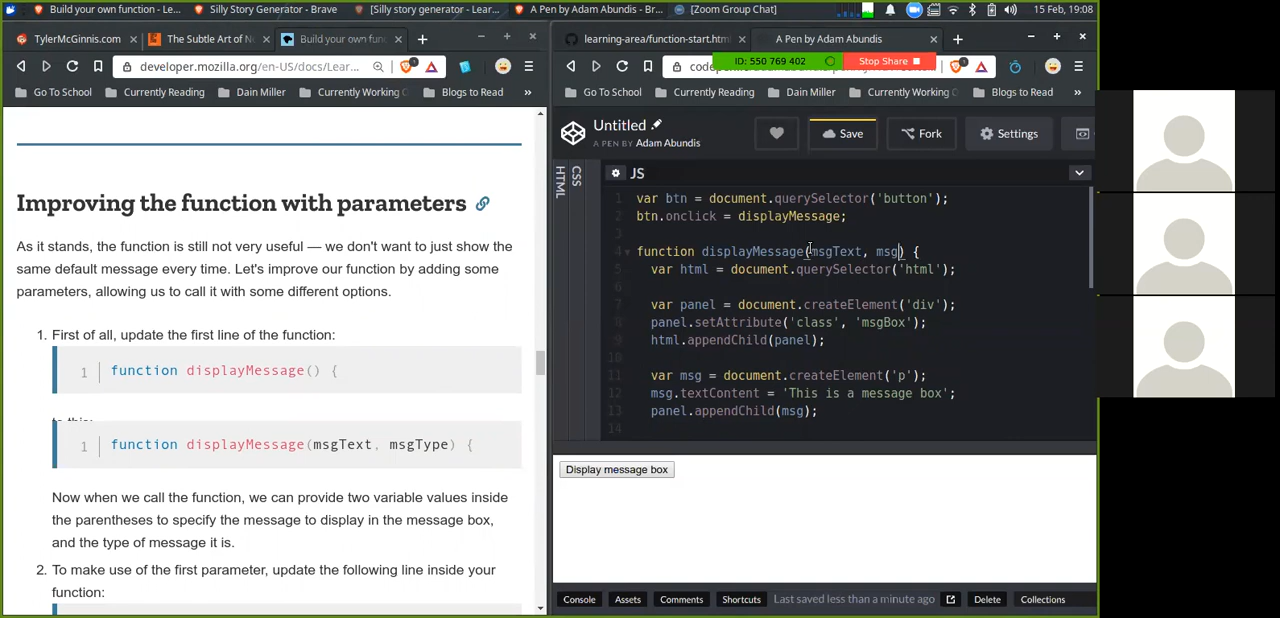 Build your own function - Le...
Silly Story Generator - Brave
[Silly story generator - Lear...
A Pen by Adam Abundis - Br...
[Zoom Group Chat]
15 Feb, 19:08
TylerMcGinnis.com
The Subtle Art of N
Build your own fun
developer.mozilla.org/en-US/docs/Lear...
Go To School
Currently Reading
Dain Miller
Currently Working
Blogs to Read
»
Improving the function with parameters
As it stands, the function is still not very useful — we don't want to just show the
same default message every time. Let's improve our function by adding some
parameters, allowing us to call it with some different options.
1. First of all, update the first line of the function:
1 function displayMessage() {
to this:
1 function displayMessage(msgText, msgType) {
Now when we call the function, we can provide two variable values inside
the parentheses to specify the message to display in the message box,
and the type of message it is.
2. To make use of the first parameter, update the following line inside your
function:
learning-area/function-start.html
A Pen by Adam Abundis
ID: 550 769 402
Stop Share
Go To School
Currently Reading
Dain Miller
Currently Working
Blogs to Read
»
Untitled
A PEN BY Adam Abundis
Save
Fork
Settings
HTML
CSS
JS
1 var btn = document.querySelector('button');
2 btn.onclick = displayMessage;
3
4 function displayMessage(msgText, msg) {
5 var html = document.querySelector('html');
6
7 var panel = document.createElement('div');
8 panel.setAttribute('class', 'msgBox');
9 html.appendChild(panel);
10
11 var msg = document.createElement('p');
12 msg.textContent = 'This is a message box';
13 panel.appendChild(msg);
14
Display message box
Console
Assets
Comments
Shortcuts
Last saved less than a minute ago
Delete
Collections